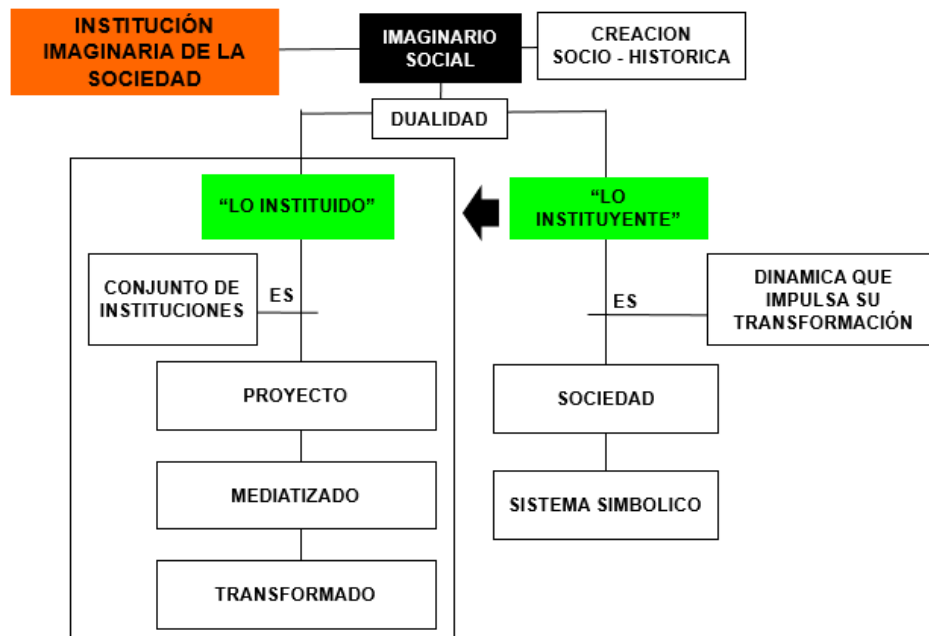 INSTITUCIÓN
IMAGINARIA DE LA
SOCIEDAD
IMAGINARIO
SOCIAL
CREACION
SOCIO - HISTORICA
DUALIDAD
“LO INSTITUIDO”
“LO
INSTITUYENTE”
CONJUNTO DE
INSTITUCIONES
ES
ES
DINAMICA QUE
IMPULSA SU
TRANSFORMACIÓN
PROYECTO
SOCIEDAD
MEDIATIZADO
SISTEMA SIMBOLICO
TRANSFORMADO